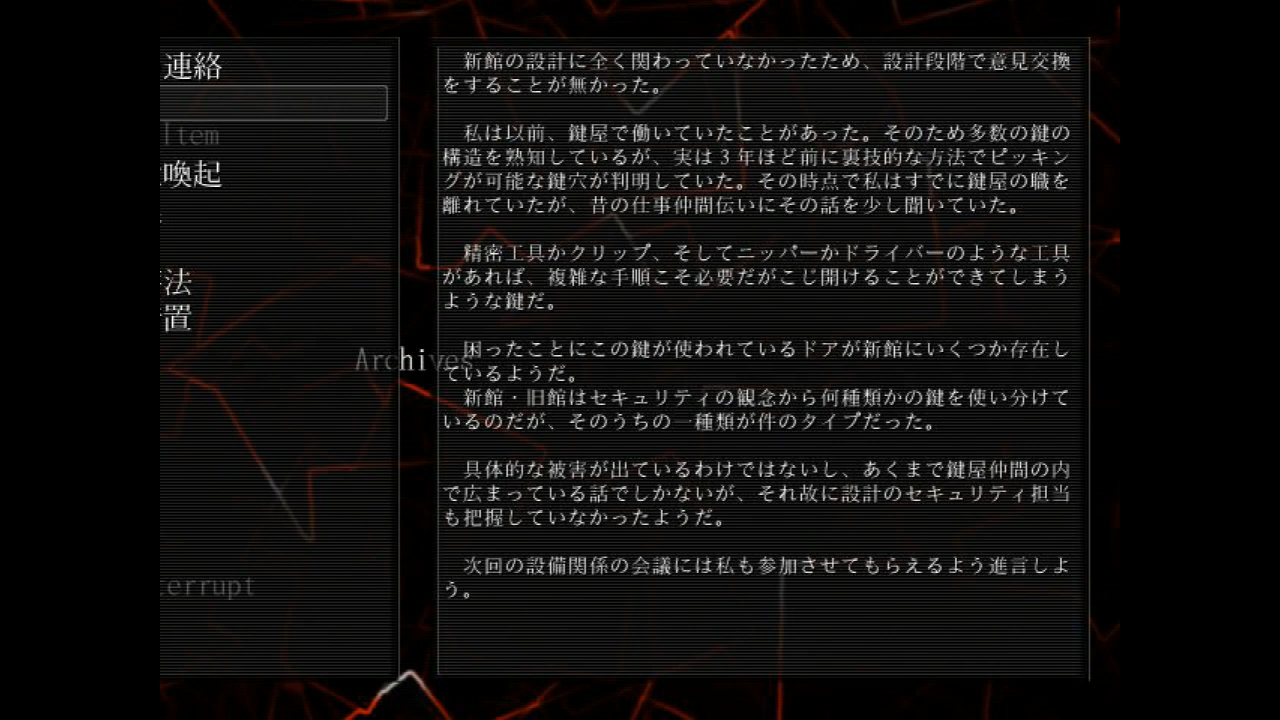 連絡
Item
喚起
法
置
Archives
terrupt
新館の設計に全く関わっていなかったため、設計段階で意見交換
をすることが無かった。
私は以前、鍵屋で働いていたことがあった。そのため多数の鍵の
構造を熟知しているが、実は３年ほど前に裏技的な方法でピッキン
グが可能な鍵穴が判明していた。その時点で私はすでに鍵屋の職を
離れていたが、昔の仕事仲間伝いにその話を少し聞いていた。
精密工具かクリップ、そしてニッパーかドライバーのような工具
があれば、複雑な手順こそ必要だがこじ開けることができてしまう
ような鍵だ。
困ったことにこの鍵が使われているドアが新館にいくつか存在し
ているようだ。
新館・旧館はセキュリティの観念から何種類かの鍵を使い分けて
いるのだが、そのうちの一種類が件のタイプだった。
具体的な被害が出ているわけではないし、あくまで鍵屋仲間の内
で広まっている話でしかないが、それ故に設計のセキュリティ担当
も把握していなかったようだ。
次回の設備関係の会議には私も参加させてもらえるよう進言しよ
う。